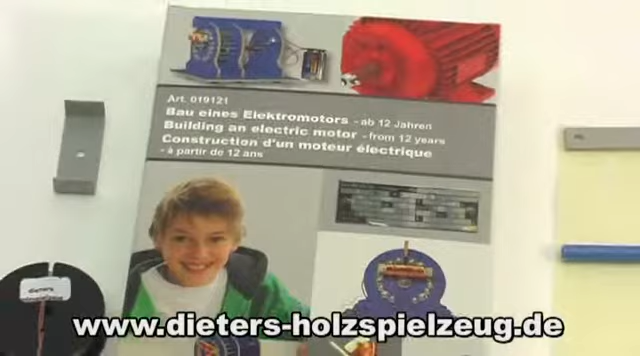 Art. 019121
Bau eines Elektromotors - ab 12 Jahren
Building an electric motor - from 12 years
Construction d'un moteur électrique
- à partir de 12 ans
dieters
www.dieters-holzspielzeug.de